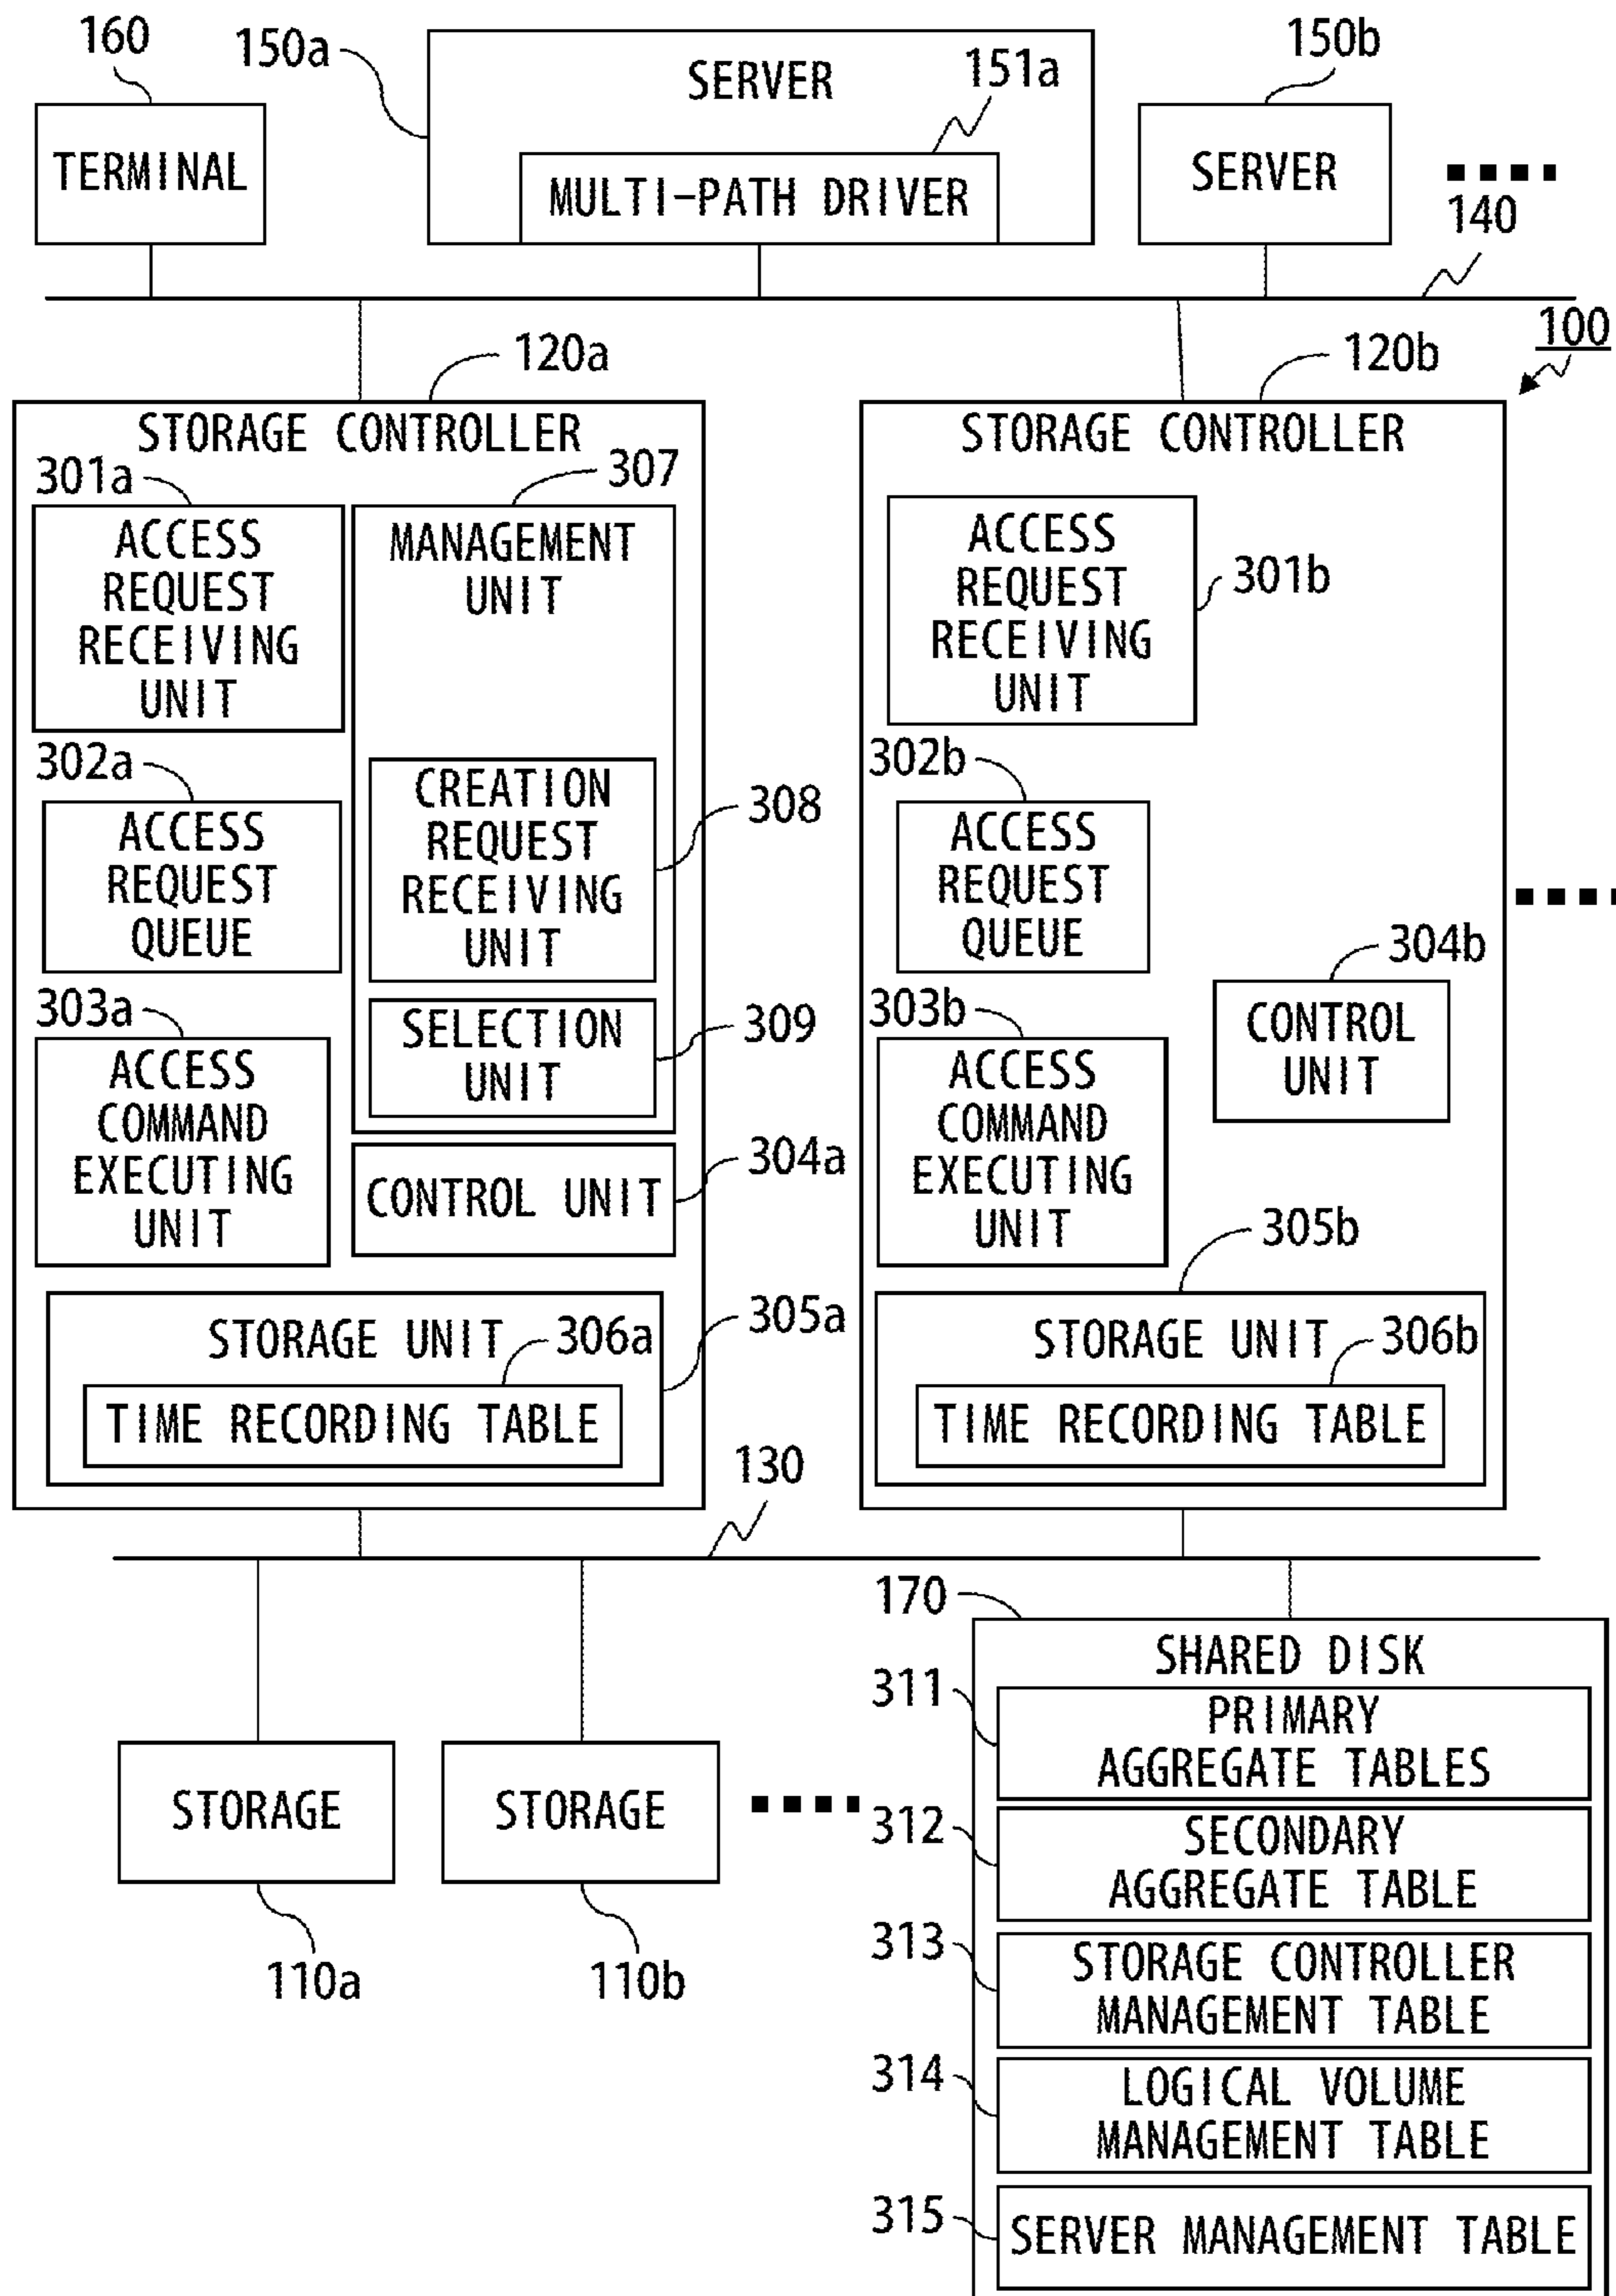 160
150a
SERVER
151a
150b
TERMINAL
MULTI-PATH DRIVER
SERVER
140
100
120a
120b
STORAGE CONTROLLER
301a
307
ACCESS
REQUEST
RECEIVING
UNIT
MANAGEMENT
UNIT
302a
ACCESS
REQUEST
QUEUE
CREATION
REQUEST
RECEIVING
UNIT
308
303a
ACCESS
COMMAND
EXECUTING
UNIT
SELECTION
UNIT
309
304a
CONTROL UNIT
STORAGE UNIT
306a
305a
TIME RECORDING TABLE
STORAGE CONTROLLER
ACCESS
REQUEST
RECEIVING
UNIT
301b
302b
ACCESS
REQUEST
QUEUE
304b
CONTROL
UNIT
303b
ACCESS
COMMAND
EXECUTING
UNIT
305b
STORAGE UNIT
306b
TIME RECORDING TABLE
130
170
SHARED DISK
311
PRIMARY
AGGREGATE TABLES
312
SECONDARY
AGGREGATE TABLE
313
STORAGE CONTROLLER
MANAGEMENT TABLE
314
LOGICAL VOLUME
MANAGEMENT TABLE
315
SERVER MANAGEMENT TABLE
STORAGE
STORAGE
110a
110b